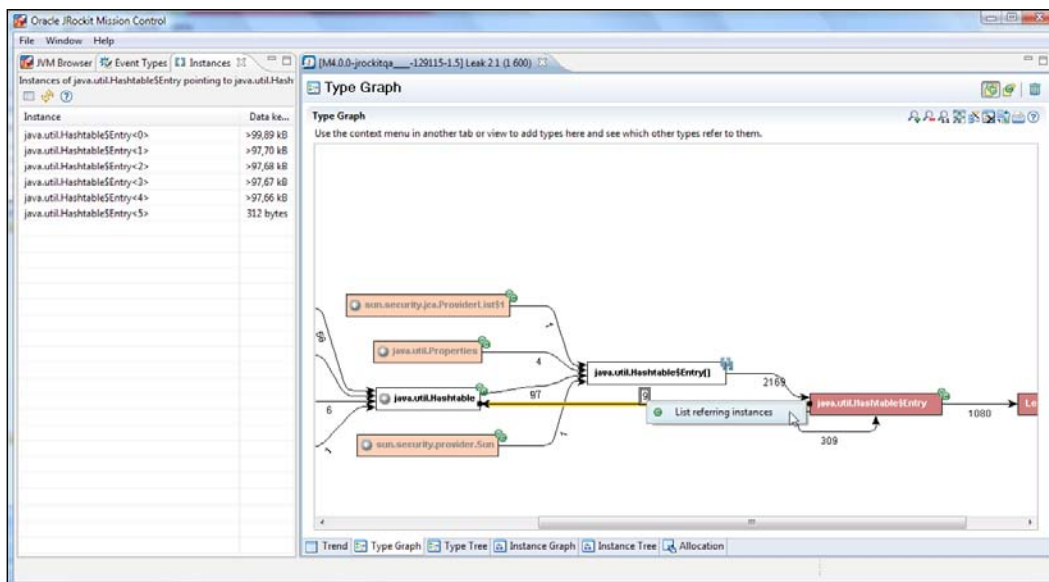 Oracle JRockit Mission Control
File Window Help
JVM Browser Event Types Instances
[M4.0.0-jrockitqa___-129115-1.5] Leak 2.1 (1 600)
Instances of java.util.Hashtable$Entry pointing to java.util.Hash
Type Graph
Instance Data ke...
java.util.Hashtable$Entry<0> >99,89 kB
java.util.Hashtable$Entry<1> >97,70 kB
java.util.Hashtable$Entry<2> >97,68 kB
java.util.Hashtable$Entry<3> >97,67 kB
java.util.Hashtable$Entry<4> >97,66 kB
java.util.Hashtable$Entry<5> 312 bytes
Type Graph
Use the context menu in another tab or view to add types here and see which other types refer to them.
sun.security.jca.ProviderList$1
1
69
java.util.Properties
4
java.util.Hashtable$Entry[]
2169
6
java.util.Hashtable
97
9
List referring instances
java.util.Hashtable$Entry
1080
Le
1
sun.security.provider.Sun
1
309
Trend Type Graph Type Tree Instance Graph Instance Tree Allocation